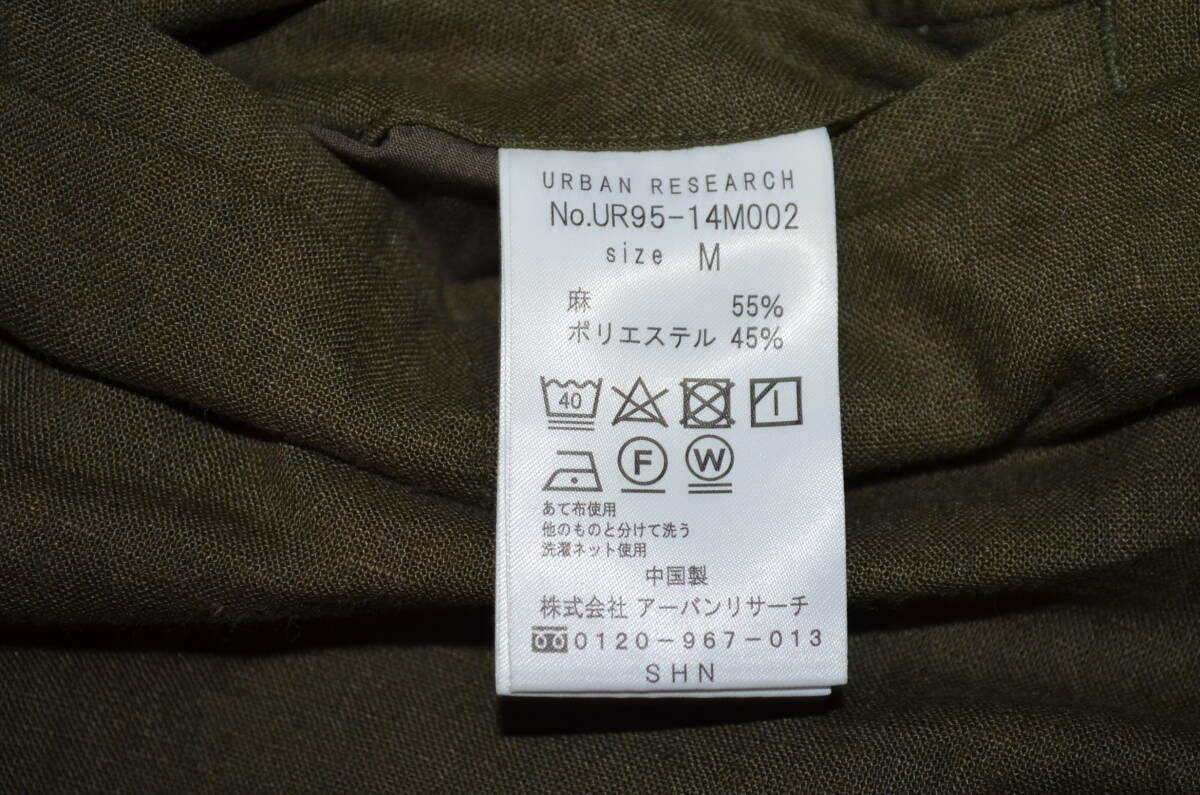 URBAN RESEARCH
No.UR95-14M002
size M
麻 55%
ポリエステル 45%
40
F W
あて布使用
他のものと分けて洗う
洗濯ネット使用
中国製
株式会社 アーバンリサーチ
0120-967-013
SHN